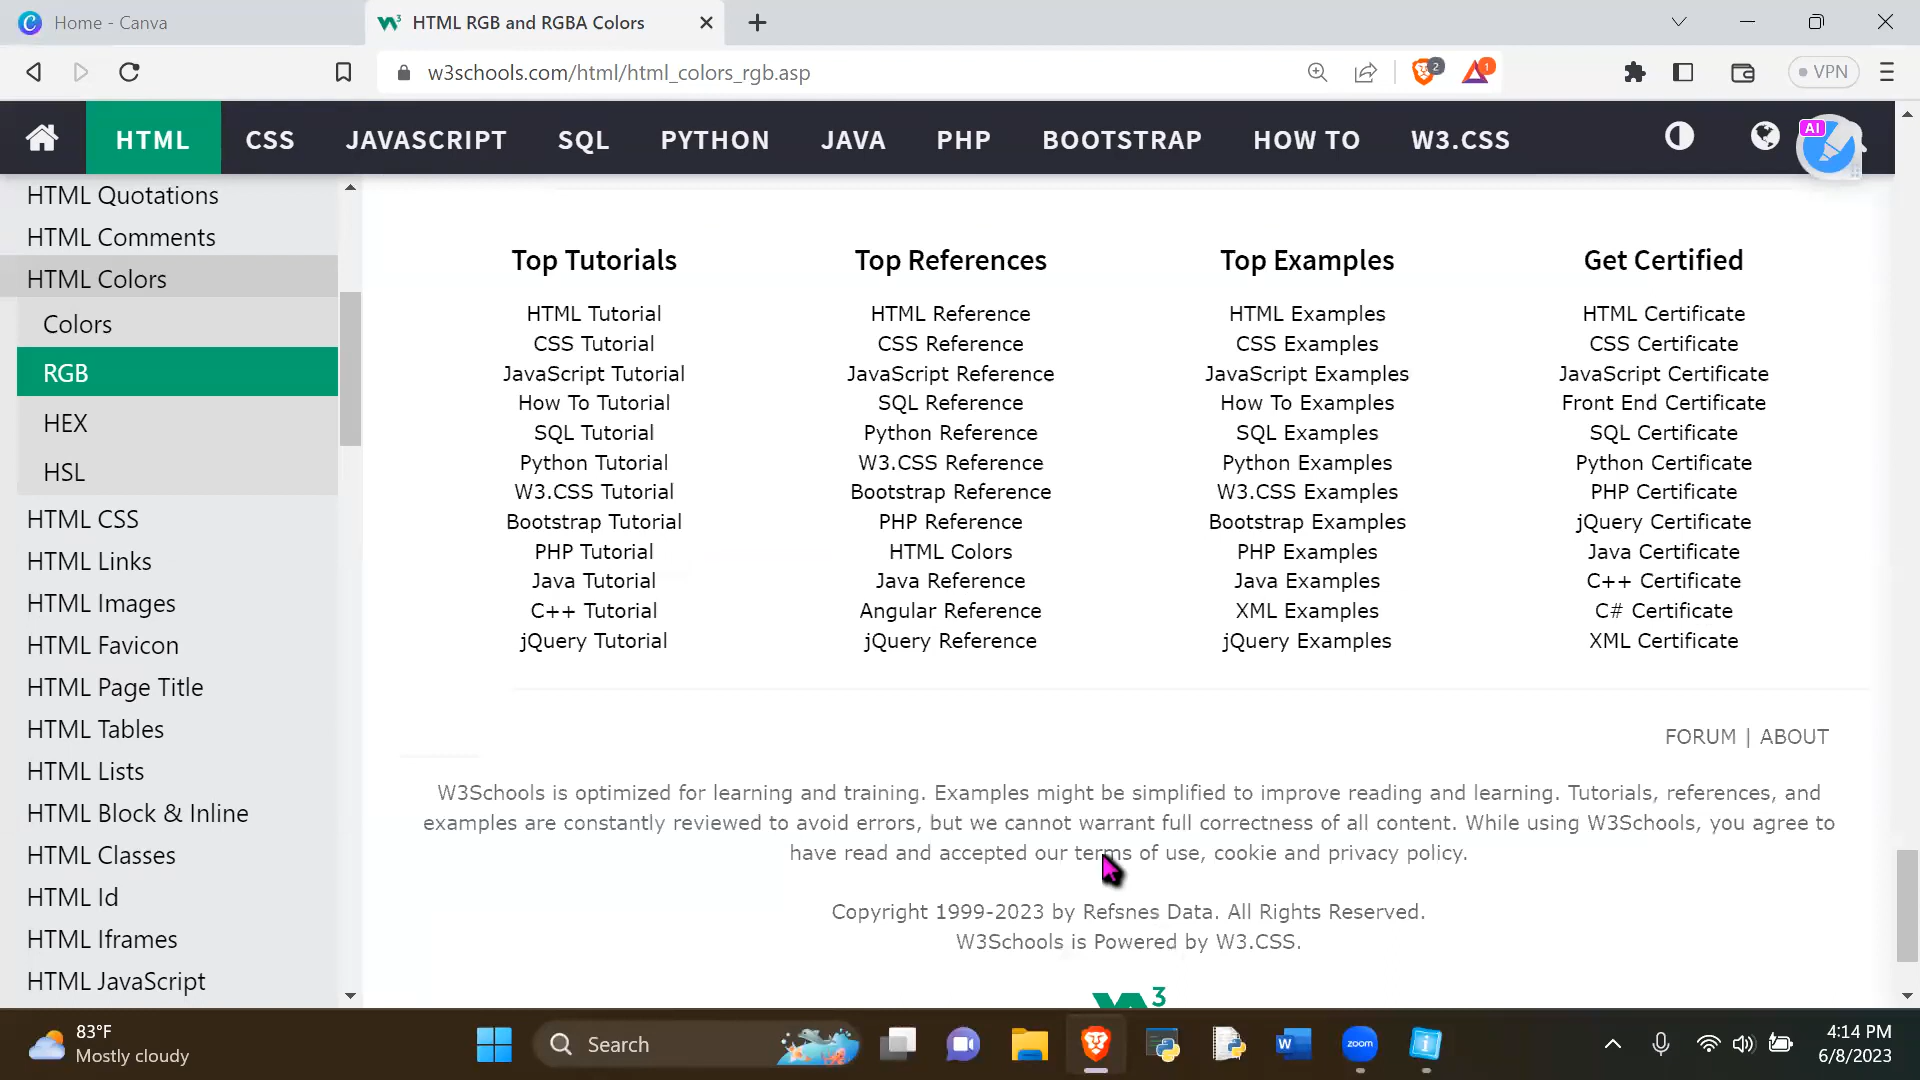 Home - Canva
HTML RGB and RGBA Colors
w3schools.com/html/html_colors_rgb.asp
2
1
VPN
HTML
CSS
JAVASCRIPT
SQL
PYTHON
JAVA
PHP
BOOTSTRAP
HOW TO
W3.CSS
AI
HTML Quotations
HTML Comments
HTML Colors
Colors
RGB
HEX
HSL
HTML CSS
HTML Links
HTML Images
HTML Favicon
HTML Page Title
HTML Tables
HTML Lists
HTML Block & Inline
HTML Classes
HTML Id
HTML Iframes
HTML JavaScript
Top Tutorials
HTML Tutorial
CSS Tutorial
JavaScript Tutorial
How To Tutorial
SQL Tutorial
Python Tutorial
W3.CSS Tutorial
Bootstrap Tutorial
PHP Tutorial
Java Tutorial
C++ Tutorial
jQuery Tutorial
Top References
HTML Reference
CSS Reference
JavaScript Reference
SQL Reference
Python Reference
W3.CSS Reference
Bootstrap Reference
PHP Reference
HTML Colors
Java Reference
Angular Reference
jQuery Reference
Top Examples
HTML Examples
CSS Examples
JavaScript Examples
How To Examples
SQL Examples
Python Examples
W3.CSS Examples
Bootstrap Examples
PHP Examples
Java Examples
XML Examples
jQuery Examples
Get Certified
HTML Certificate
CSS Certificate
JavaScript Certificate
Front End Certificate
SQL Certificate
Python Certificate
PHP Certificate
jQuery Certificate
Java Certificate
C++ Certificate
C# Certificate
XML Certificate
FORUM | ABOUT
W3Schools is optimized for learning and training. Examples might be simplified to improve reading and learning. Tutorials, references, and
examples are constantly reviewed to avoid errors, but we cannot warrant full correctness of all content. While using W3Schools, you agree to
have read and accepted our terms of use, cookie and privacy policy.
Copyright 1999-2023 by Refsnes Data. All Rights Reserved.
W3Schools is Powered by W3.CSS.
3
83°F
Mostly cloudy
Search
W
zoom
4:14 PM
6/8/2023